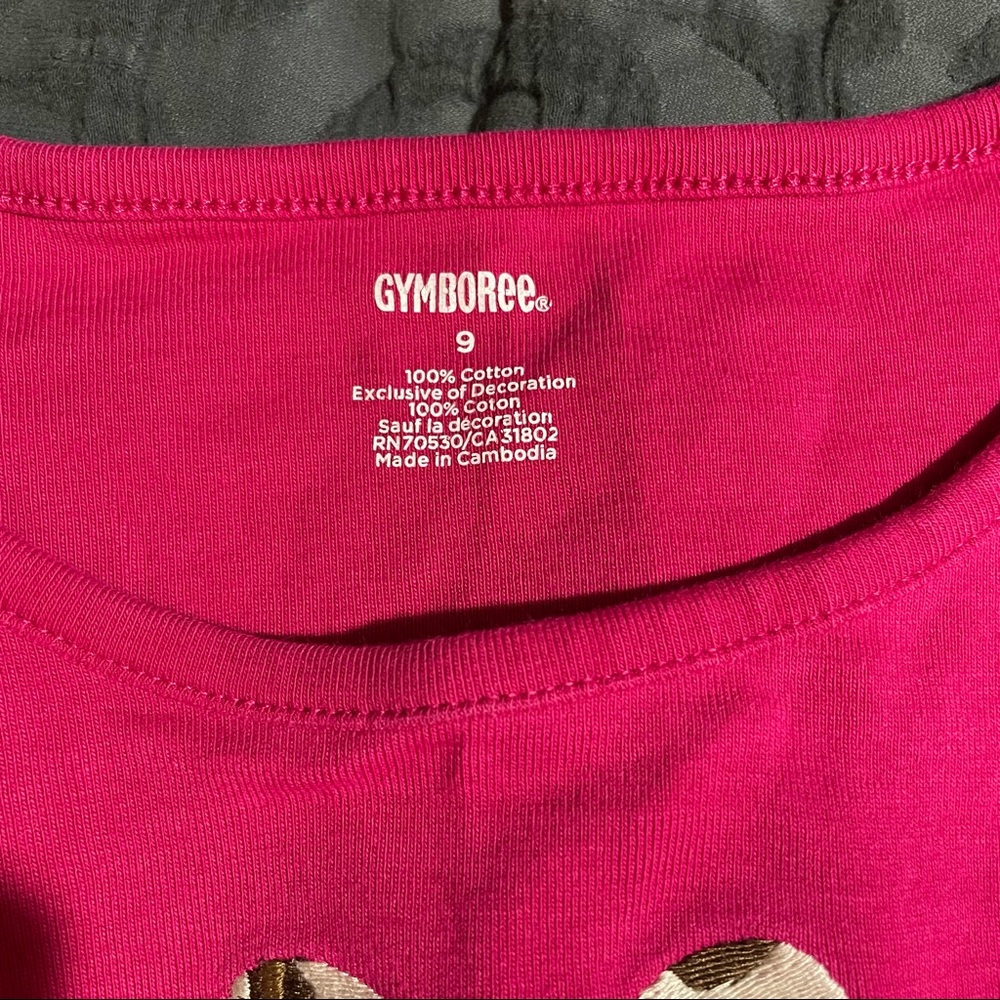 GYMBOREE®
9
100% Cotton
Exclusive of Decoration
100% Coton
Sauf la décoration
RN70530/CA31802
Made in Cambodia